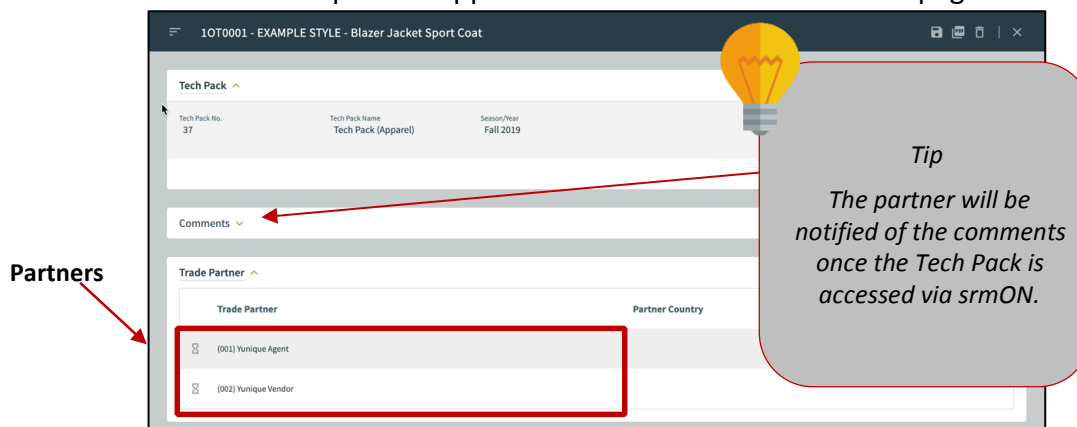 1OT0001 - EXAMPLE STYLE - Blazer Jacket Sport Coat
PDF
Tech Pack
Tech Pack No.
Tech Pack Name
Season/Year
37
Tech Pack (Apparel)
Fall 2019
Comments
Trade Partner
Trade Partner
Partner Country
(001) Yunique Agent
(002) Yunique Vendor
Partners
Tip
The partner will be
notified of the comments
once the Tech Pack is
accessed via srmON.